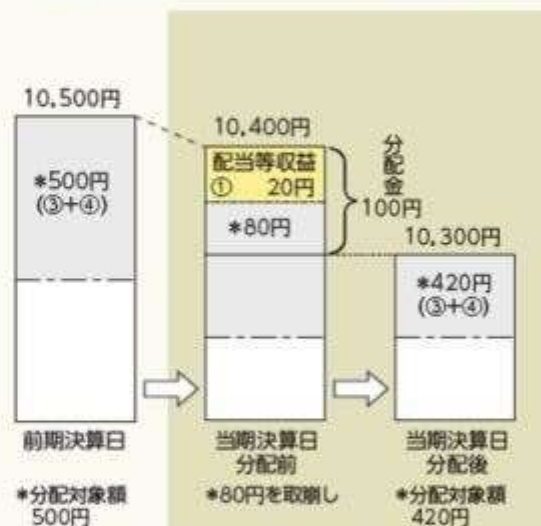 10,500円
*500円
(③+④)
前期決算日
*分配対象額
500円
10,400円
配当等収益
① 20円
*80円
分配金
100円
当期決算日
分配前
*80円を取崩し
10,300円
*420円
(③+④)
当期決算日
分配後
*分配対象額
420円